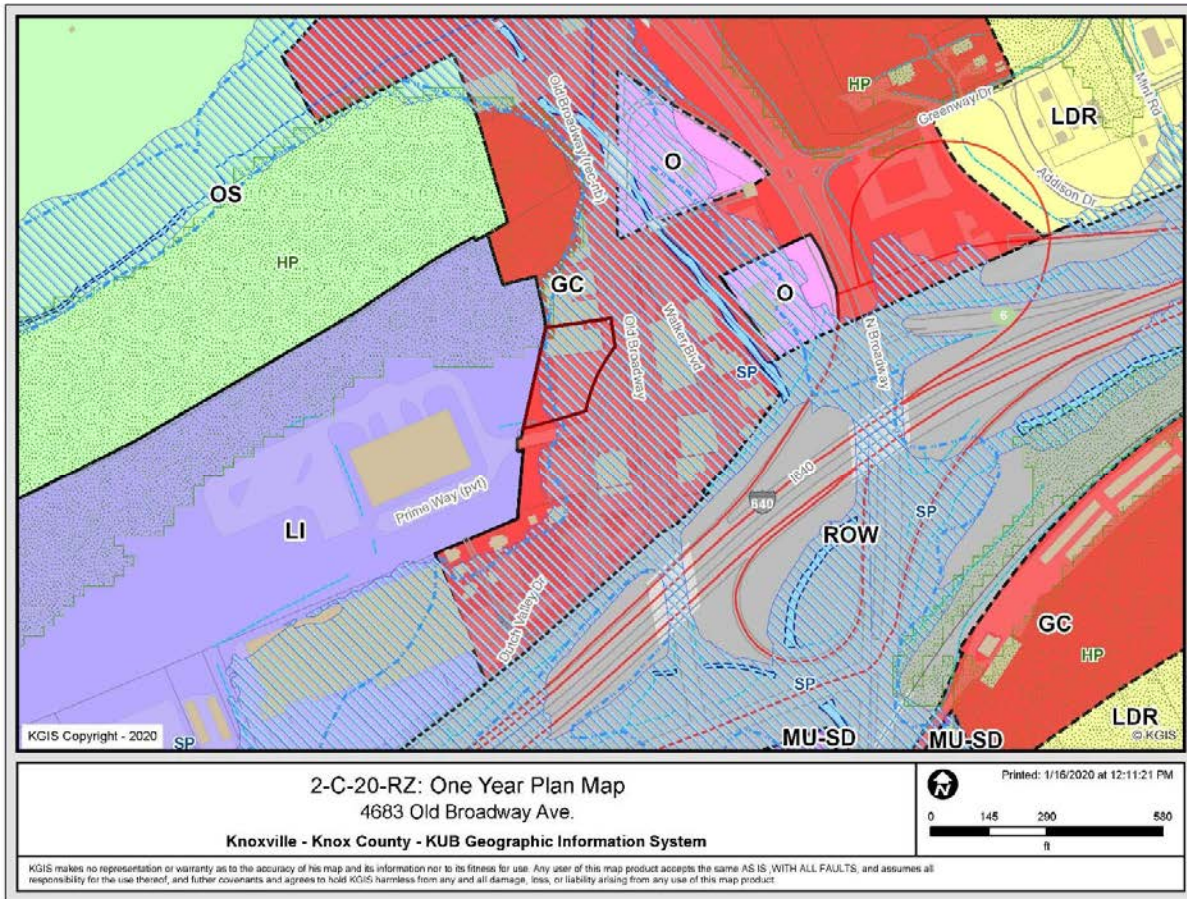 HP
Greenway Dr
Mint Rd
LDR
Old Broadway (rec-nb)
O
Addison Dr
OS
HP
GC
O
6
Old Broadway
Walker Blvd
N Broadway
SP
I640
640
Prime Way (pvt)
LI
ROW
SP
GC
HP
Dutch Valley Dr
SP
LDR
KGIS Copyright - 2020
SP
MU-SD
MU-SD
© KGIS
2-C-20-RZ: One Year Plan Map
4683 Old Broadway Ave.
Knoxville - Knox County - KUB Geographic Information System
N
Printed: 1/16/2020 at 12:11:21 PM
0 145 290 580
ft
KGIS makes no representation or warranty as to the accuracy of his map and its information nor to its fitness for use. Any user of this map product accepts the same AS IS ,WITH ALL FAULTS, and assumes all
responsibility for the use thereof, and futher covenants and agrees to hold KGIS harmless from any and all damage, loss, or liability arising from any use of this map product.